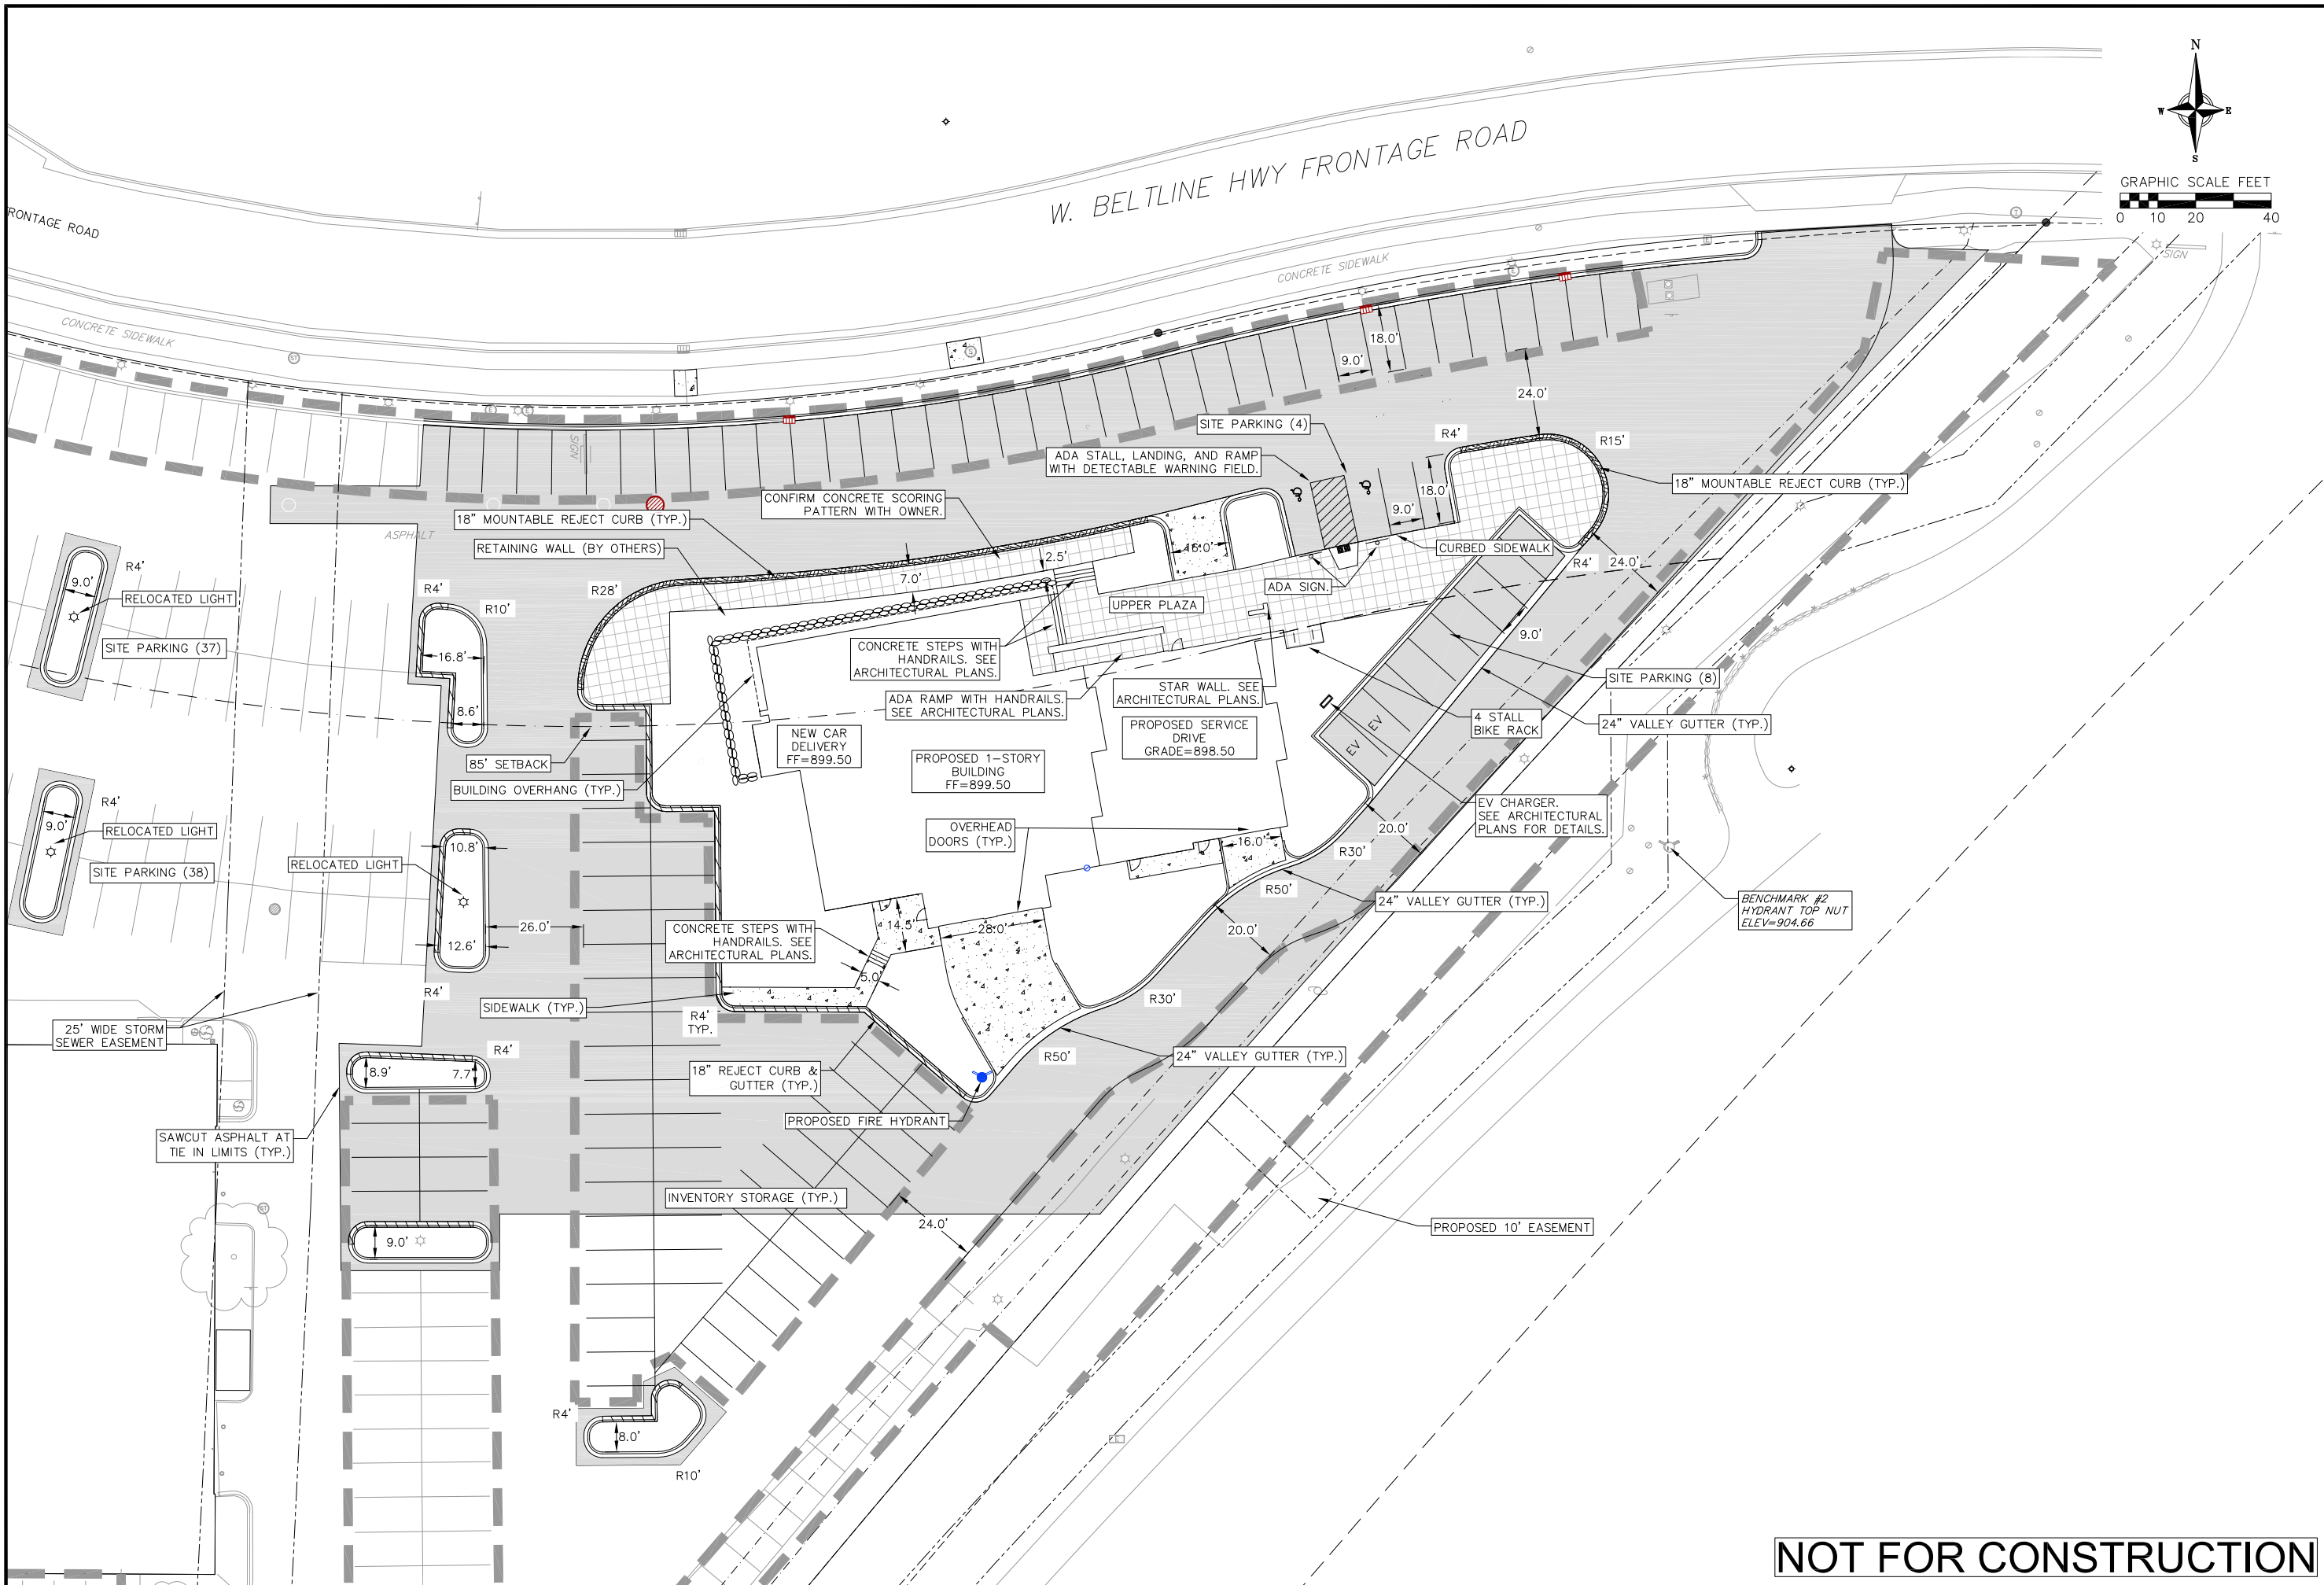 N
W
E
S
GRAPHIC SCALE FEET
0 10 20 40
W. BELTLINE HWY FRONTAGE ROAD
RONTAGE ROAD
CONCRETE SIDEWALK
CONCRETE SIDEWALK
SIGN
SIGN
ST
E
E
S
E
T
18.0'
9.0'
24.0'
SITE PARKING (4)
R4'
R15'
ADA STALL, LANDING, AND RAMP
WITH DETECTABLE WARNING FIELD.
18" MOUNTABLE REJECT CURB (TYP.)
CONFIRM CONCRETE SCORING
PATTERN WITH OWNER.
18.0'
9.0'
18" MOUNTABLE REJECT CURB (TYP.)
ASPHALT
RETAINING WALL (BY OTHERS)
2.5'
16.0'
CURBED SIDEWALK
R4'
24.0'
R4'
9.0'
RELOCATED LIGHT
R4'
R10'
R28'
7.0'
ADA SIGN.
UPPER PLAZA
9.0'
SITE PARKING (37)
16.8'
CONCRETE STEPS WITH
HANDRAILS. SEE
ARCHITECTURAL PLANS.
SITE PARKING (8)
ADA RAMP WITH HANDRAILS.
SEE ARCHITECTURAL PLANS.
STAR WALL. SEE
ARCHITECTURAL PLANS.
8.6'
4 STALL
BIKE RACK
24" VALLEY GUTTER (TYP.)
NEW CAR
DELIVERY
FF=899.50
PROPOSED SERVICE
DRIVE
GRADE=898.50
EV
EV
85' SETBACK
PROPOSED 1-STORY
BUILDING
FF=899.50
BUILDING OVERHANG (TYP.)
R4'
9.0'
RELOCATED LIGHT
EV CHARGER.
SEE ARCHITECTURAL
PLANS FOR DETAILS.
OVERHEAD
DOORS (TYP.)
20.0'
16.0'
R30'
10.8'
RELOCATED LIGHT
SITE PARKING (38)
R50'
24" VALLEY GUTTER (TYP.)
BENCHMARK #2
HYDRANT TOP NUT
ELEV=904.66
26.0'
12.6'
CONCRETE STEPS WITH
HANDRAILS. SEE
ARCHITECTURAL PLANS.
14.5'
28.0'
20.0'
5.0'
R4'
SIDEWALK (TYP.)
R4'
TYP.
R30'
25' WIDE STORM
SEWER EASEMENT
R4'
8.9'
7.7'
18" REJECT CURB &
GUTTER (TYP.)
R50'
24" VALLEY GUTTER (TYP.)
PROPOSED FIRE HYDRANT
SAWCUT ASPHALT AT
TIE IN LIMITS (TYP.)
INVENTORY STORAGE (TYP.)
24.0'
PROPOSED 10' EASEMENT
ST
9.0'
R4'
8.0'
R10'
NOT FOR CONSTRUCTION